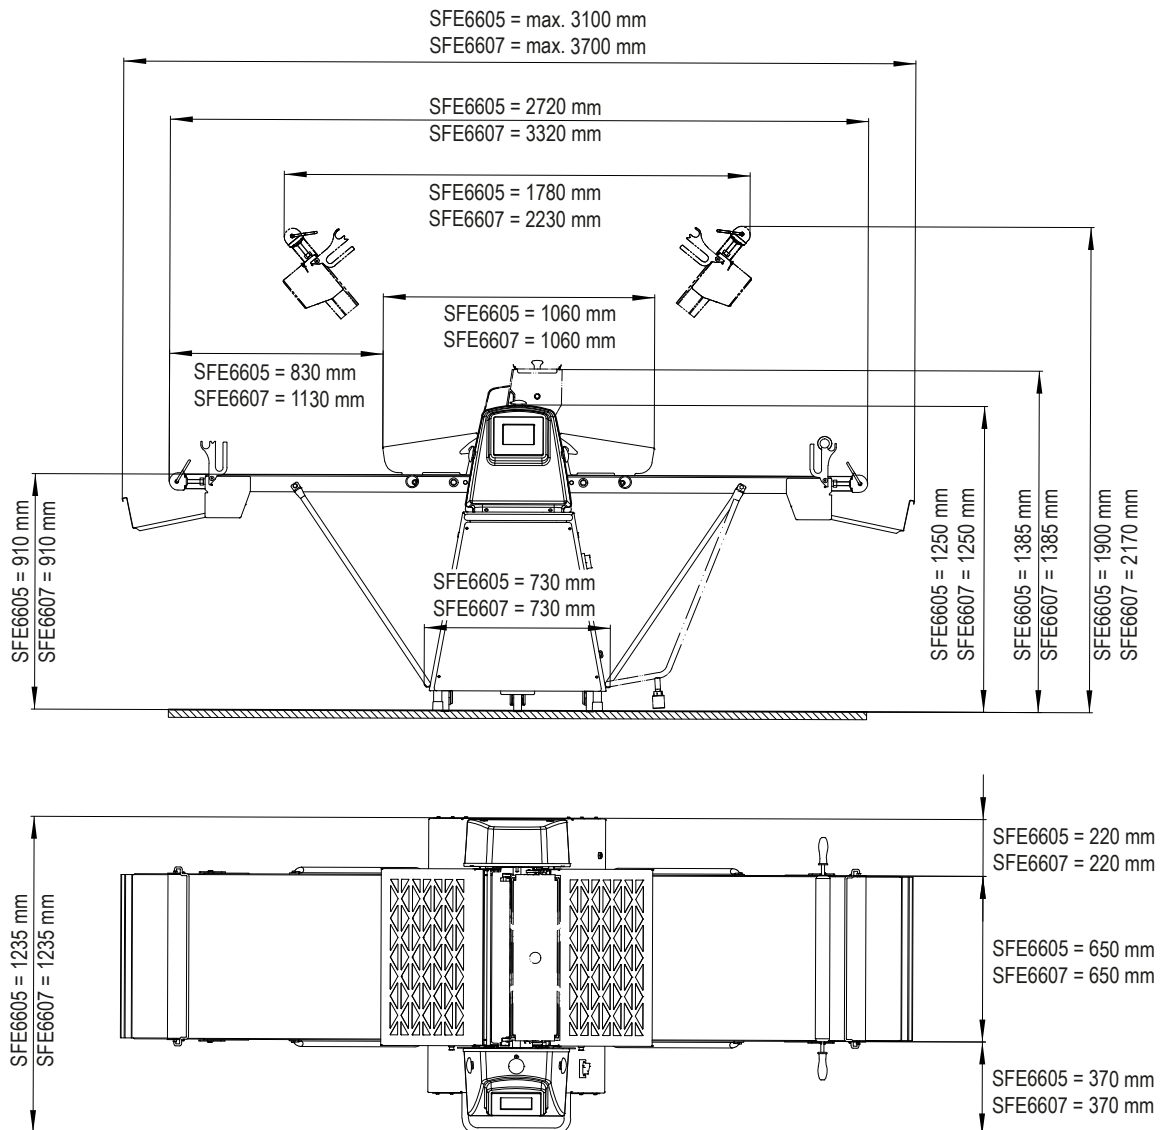 SFE6605 = max. 3100 mm
SFE6607 = max. 3700 mm
SFE6605 = 2720 mm
SFE6607 = 3320 mm
SFE6605 = 1780 mm
SFE6607 = 2230 mm
SFE6605 = 1060 mm
SFE6607 = 1060 mm
SFE6605 = 830 mm
SFE6607 = 1130 mm
SFE6605 = 910 mm
SFE6607 = 910 mm
SFE6605 = 730 mm
SFE6607 = 730 mm
SFE6605 = 1250 mm
SFE6607 = 1250 mm
SFE6605 = 1385 mm
SFE6607 = 1385 mm
SFE6605 = 1900 mm
SFE6607 = 2170 mm
SFE6605 = 1235 mm
SFE6607 = 1235 mm
SFE6605 = 220 mm
SFE6607 = 220 mm
SFE6605 = 650 mm
SFE6607 = 650 mm
SFE6605 = 370 mm
SFE6607 = 370 mm